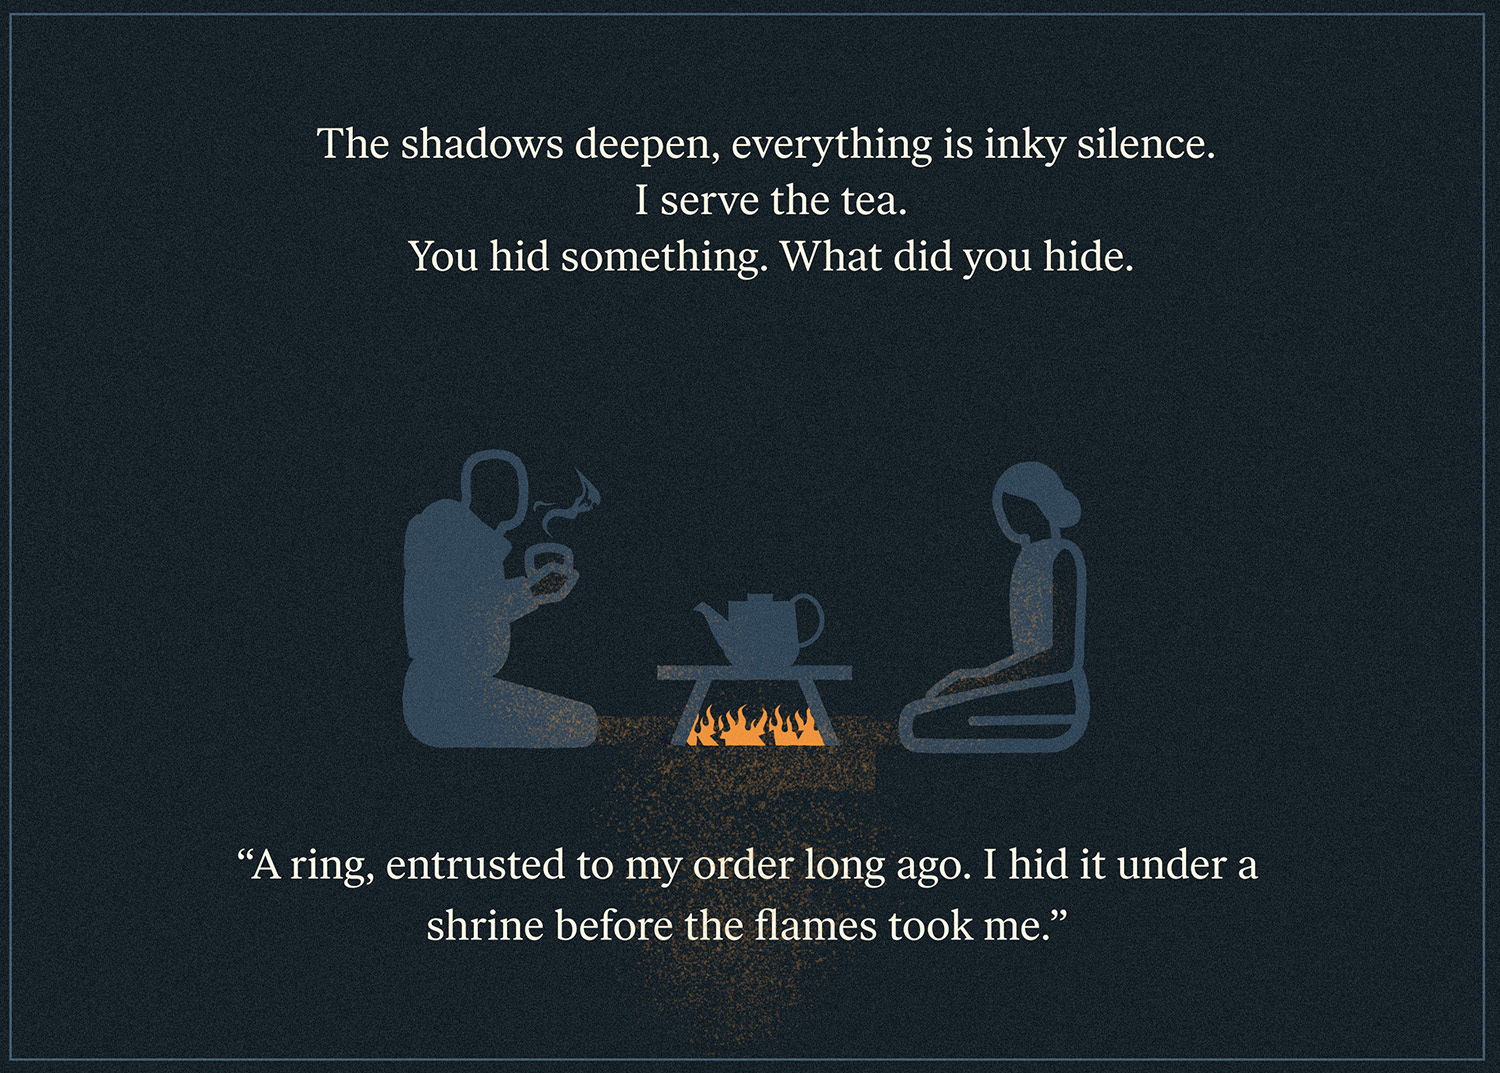 The shadows deepen, everything is inky silence.
I serve the tea.
You hid something. What did you hide.
“A ring, entrusted to my order long ago. I hid it under a
shrine before the flames took me.”